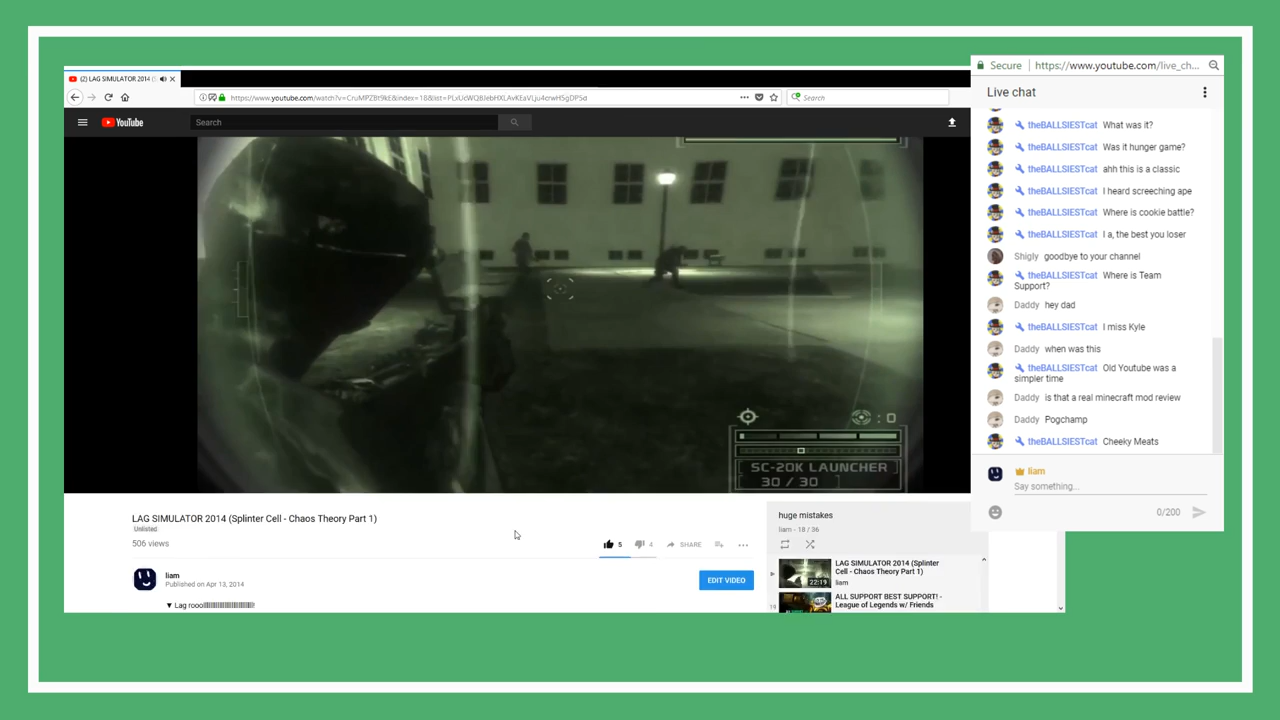 (2) LAG SIMULATOR 2014 (
https://www.youtube.com/watch?v=
Search
YouTube
Search
: 0
SC-20K LAUNCHER
30 / 30
LAG SIMULATOR 2014 (Splinter Cell - Chaos Theory Part 1)
Unlisted
506 views
5
4
SHARE
liam
Published on Apr 13, 2014
EDIT VIDEO
▼ Lag
huge mistakes
liam - 18 / 36
LAG SIMULATOR 2014 (Splinter
Cell - Chaos Theory Part 1)
liam
22:19
19
ALL SUPPORT BEST SUPPORT! -
League of Legends w/ Friends
Secure
https://www.youtube.com/live_ch...
Live chat
theBALLSIESTcat What was it?
theBALLSIESTcat Was it hunger game?
theBALLSIESTcat ahh this is a classic
theBALLSIESTcat I heard screeching ape
theBALLSIESTcat Where is cookie battle?
theBALLSIESTcat I a, the best you loser
Shigly goodbye to your channel
theBALLSIESTcat Where is Team
Support?
Daddy hey dad
theBALLSIESTcat I miss Kyle
Daddy when was this
theBALLSIESTcat Old Youtube was a
simpler time
Daddy is that a real minecraft mod review
Daddy Pogchamp
theBALLSIESTcat Cheeky Meats
liam
Say something...
0/200